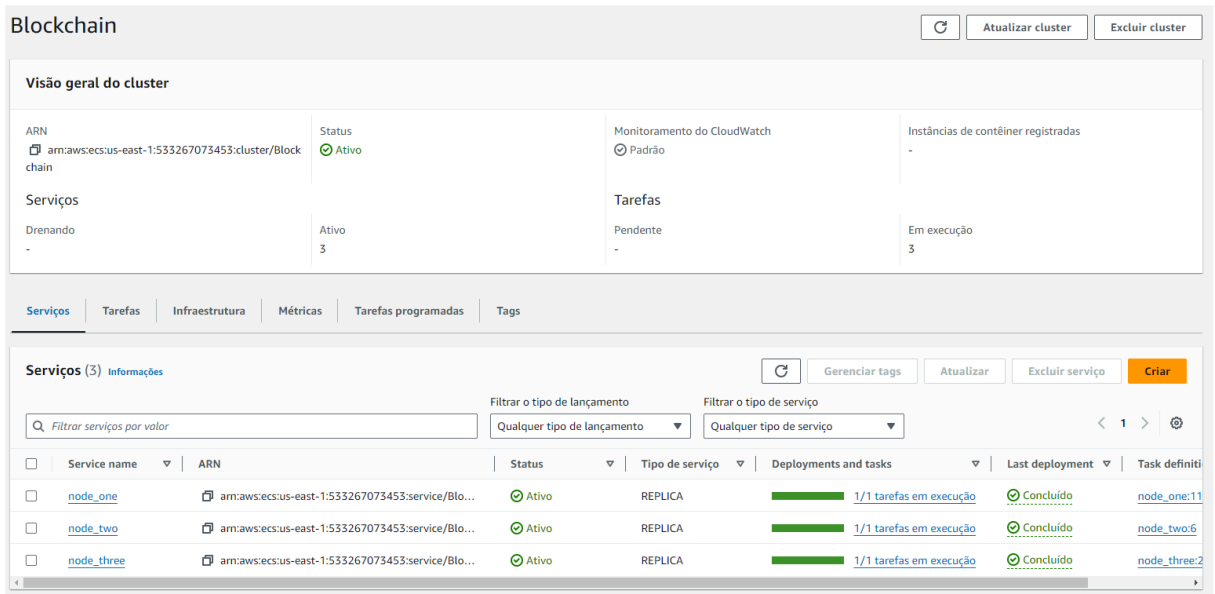 Blockchain
Atualizar cluster
Excluir cluster
Visão geral do cluster
ARN
arn:aws:ecs:us-east-1:533267073453:cluster/Block
chain
Status
Ativo
Monitoramento do CloudWatch
Padrão
Instâncias de contêiner registradas
-
Serviços
Tarefas
Drenando
-
Ativo
3
Pendente
-
Em execução
3
Serviços
Tarefas
Infraestrutura
Métricas
Tarefas programadas
Tags
Serviços (3) Informações
Gerenciar tags
Atualizar
Excluir serviço
Criar
Filtrar serviços por valor
Filtrar o tipo de lançamento
Qualquer tipo de lançamento
Filtrar o tipo de serviço
Qualquer tipo de serviço
1
Service name ARN Status Tipo de serviço Deployments and tasks Last deployment Task definiti
node_one arn:aws:ecs:us-east-1:533267073453:service/Blo... Ativo REPLICA 1/1 tarefas em execução Concluído node_one:11
node_two arn:aws:ecs:us-east-1:533267073453:service/Blo... Ativo REPLICA 1/1 tarefas em execução Concluído node_two:6
node_three arn:aws:ecs:us-east-1:533267073453:service/Blo... Ativo REPLICA 1/1 tarefas em execução Concluído node_three:2